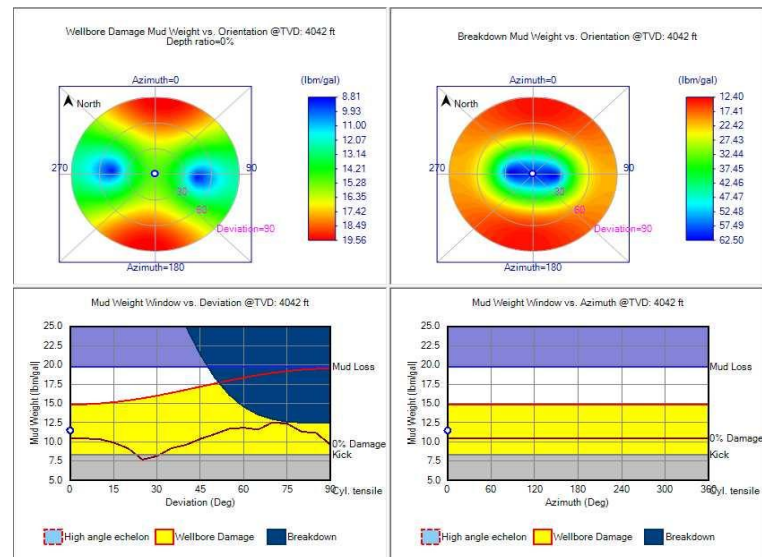 Wellbore Damage Mud Weight vs. Orientation @TVD: 4042 ft
Depth ratio=0%
Azimuth=0
(lbm/gal)
North
270
90
30
60
Deviation=90
Azimuth=180
8.81
9.93
11.00
12.07
13.14
14.21
15.28
16.35
17.42
18.49
19.56
Breakdown Mud Weight vs. Orientation @TVD: 4042 ft
Azimuth=0
(lbm/gal)
North
270
90
30
60
Deviation=90
Azimuth=180
12.40
17.41
22.42
27.43
32.44
37.45
42.46
47.47
52.48
57.49
62.50
Mud Weight Window vs. Deviation @TVD: 4042 ft
Mud Weight (lbm/gal)
25.0
22.5
20.0
17.5
15.0
12.5
10.0
7.5
5.0
Mud Loss
0% Damage
Kick
Cyl. tensile
0
15
30
45
60
75
90
Deviation (Deg)
High angle echelon
Wellbore Damage
Breakdown
Mud Weight Window vs. Azimuth @TVD: 4042 ft
Mud Weight (lbm/gal)
25.0
22.5
20.0
17.5
15.0
12.5
10.0
7.5
5.0
Mud Loss
0% Damage
Kick
Cyl. tensile
0
60
120
180
240
300
360
Azimuth (Deg)
High angle echelon
Wellbore Damage
Breakdown